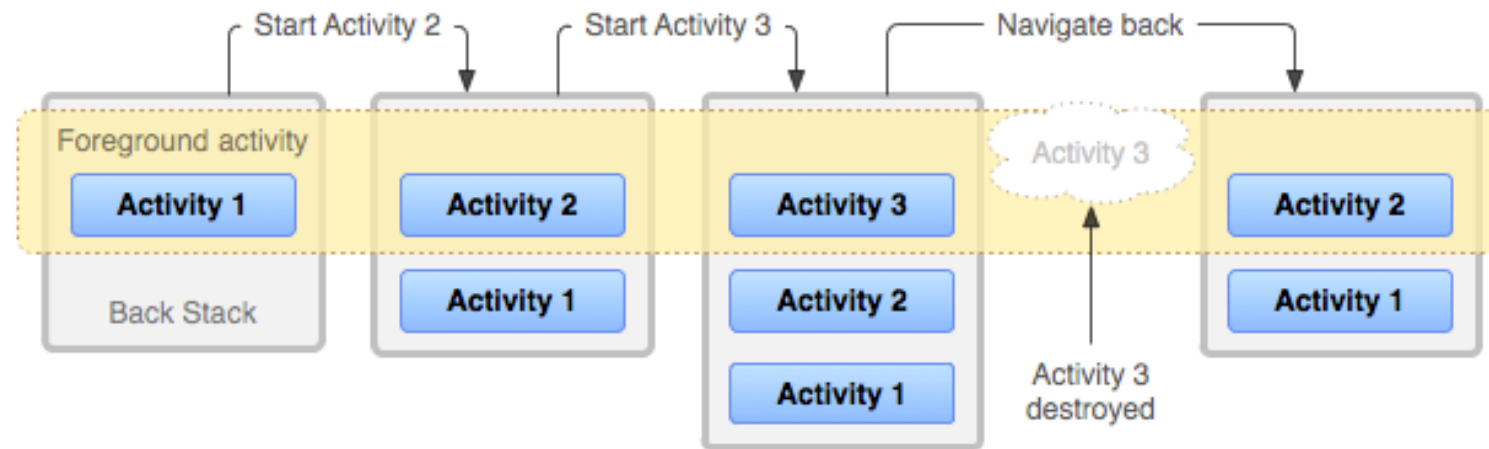 Start Activity 2
Start Activity 3
Navigate back
Foreground activity
Activity 1
Back Stack
Activity 2
Activity 1
Activity 3
Activity 2
Activity 1
Activity 3
Activity 3
destroyed
Activity 2
Activity 1